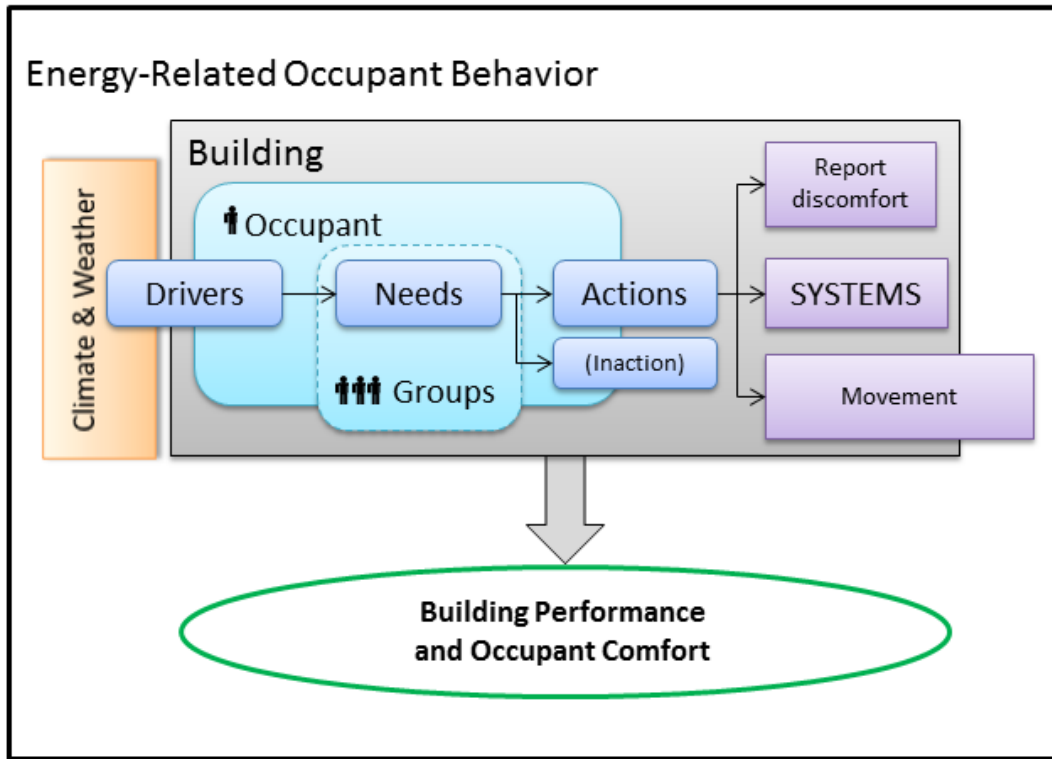 Energy-Related Occupant Behavior
Climate & Weather
Building
Occupant
Drivers
Needs
Groups
Actions
(Inaction)
Report
discomfort
SYSTEMS
Movement
Building Performance
and Occupant Comfort